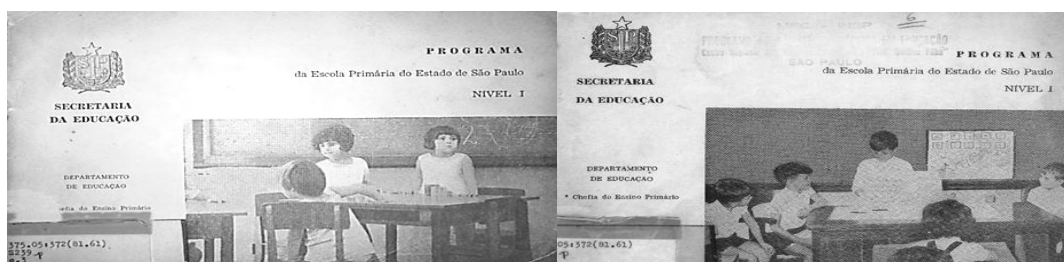 PROGRAMA
da Escola Primária do Estado de São Paulo
NIVEL I
SECRETARIA
DA EDUCAÇÃO
DEPARTAMENTO
DE EDUCAÇÃO
Chefia do Ensino Primário
375.05:372(81.61)
S239 p
6
SÃO PAULO
PROGRAMA
da Escola Primária do Estado de São Paulo
NIVEL I
SECRETARIA
DA EDUCAÇÃO
DEPARTAMENTO
DE EDUCAÇÃO
* Chefia do Ensino Primário
05:372(81.61)
p